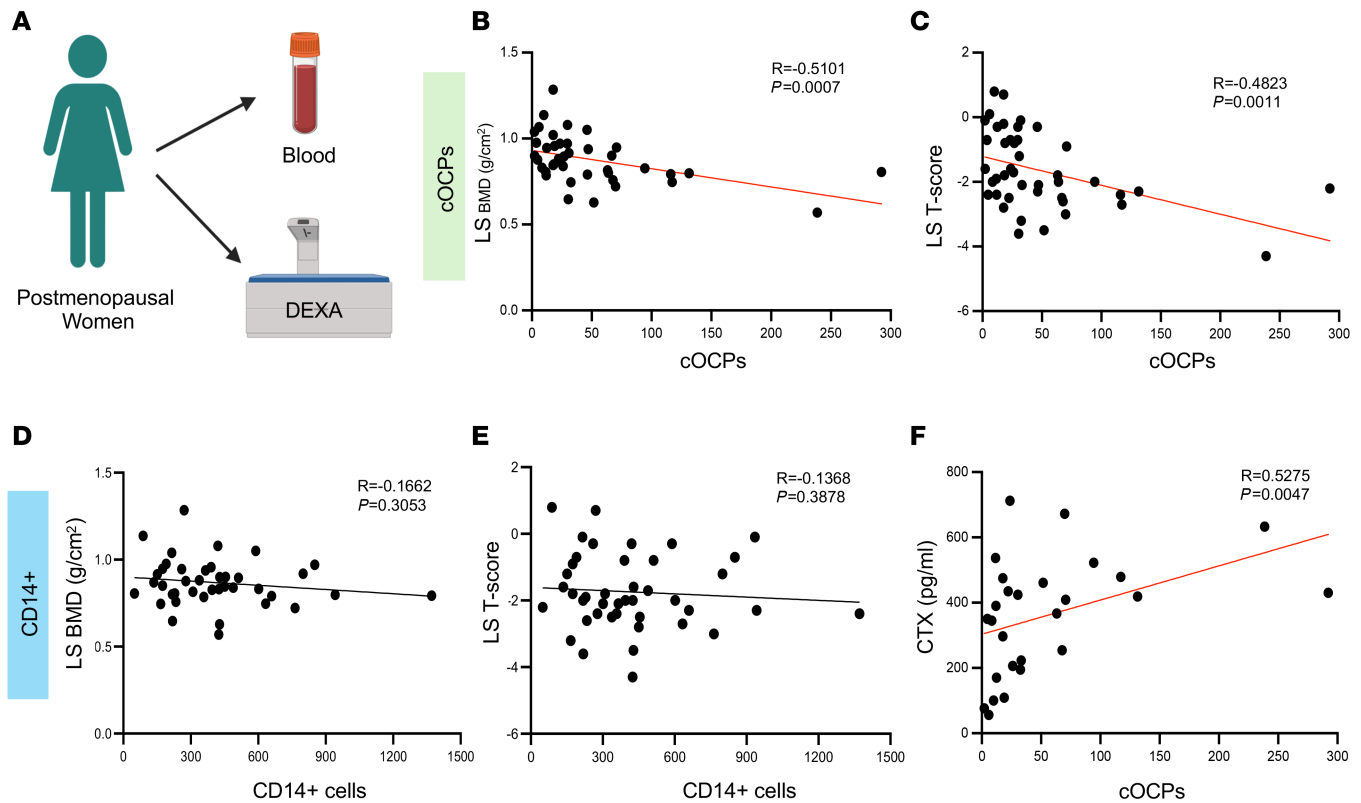 A
Blood
Postmenopausal
Women
DEXA
cOCPs
B
R=-0.5101
P=0.0007
LS BMD (g/cm²)
1.5
1.0
0.5
0.0
0 50 100 150 200 250 300
cOCPs
C
R=-0.4823
P=0.0011
LS T-score
2
0
-2
-4
-6
0 50 100 150 200 250 300
cOCPs
D
CD14+
R=-0.1662
P=0.3053
LS BMD (g/cm²)
1.5
1.0
0.5
0.0
0 300 600 900 1200 1500
CD14+ cells
E
R=-0.1368
P=0.3878
LS T-score
2
0
-2
-4
-6
0 300 600 900 1200 1500
CD14+ cells
F
R=0.5275
P=0.0047
CTX (pg/ml)
800
600
400
200
0
0 50 100 150 200 250 300
cOCPs